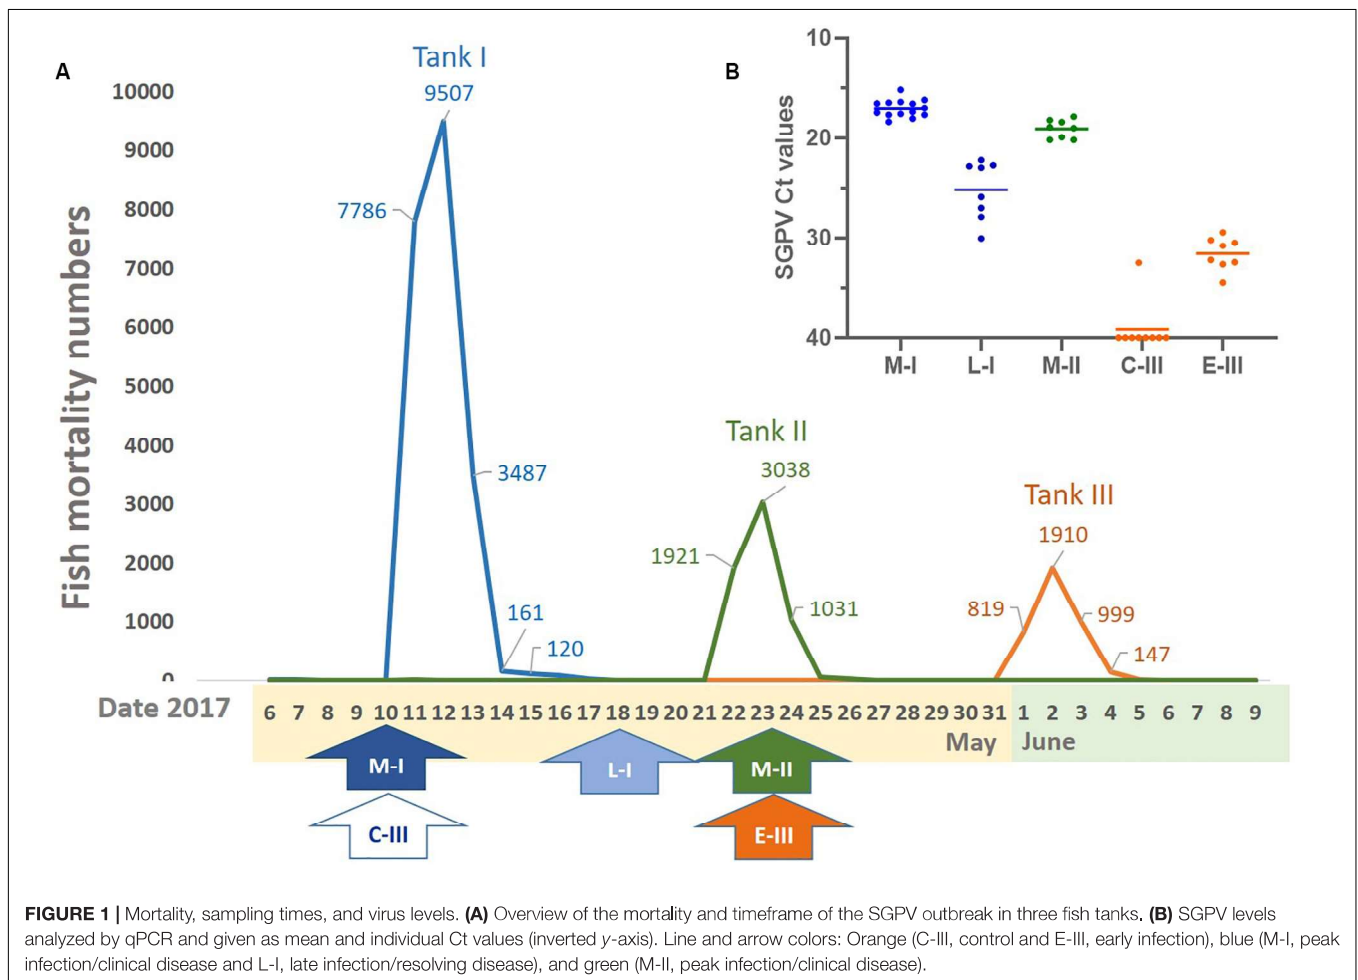 A
Tank I
9507
10000
9000
8000
7000
6000
5000
4000
3000
2000
1000
0
Fish mortality numbers
7786
3487
161
120
Tank II
3038
1921
1031
Tank III
1910
819
999
147
B
10
20
30
40
SGPV Ct values
M-I L-I M-II C-III E-III
Date 2017 6 7 8 9 10 11 12 13 14 15 16 17 18 19 20 21 22 23 24 25 26 27 28 29 30 31 1 2 3 4 5 6 7 8 9
May June
M-I L-I M-II
C-III E-III
FIGURE 1 | Mortality, sampling times, and virus levels. (A) Overview of the mortality and timeframe of the SGPV outbreak in three fish tanks. (B) SGPV levels
analyzed by qPCR and given as mean and individual Ct values (inverted y-axis). Line and arrow colors: Orange (C-III, control and E-III, early infection), blue (M-I, peak
infection/clinical disease and L-I, late infection/resolving disease), and green (M-II, peak infection/clinical disease).